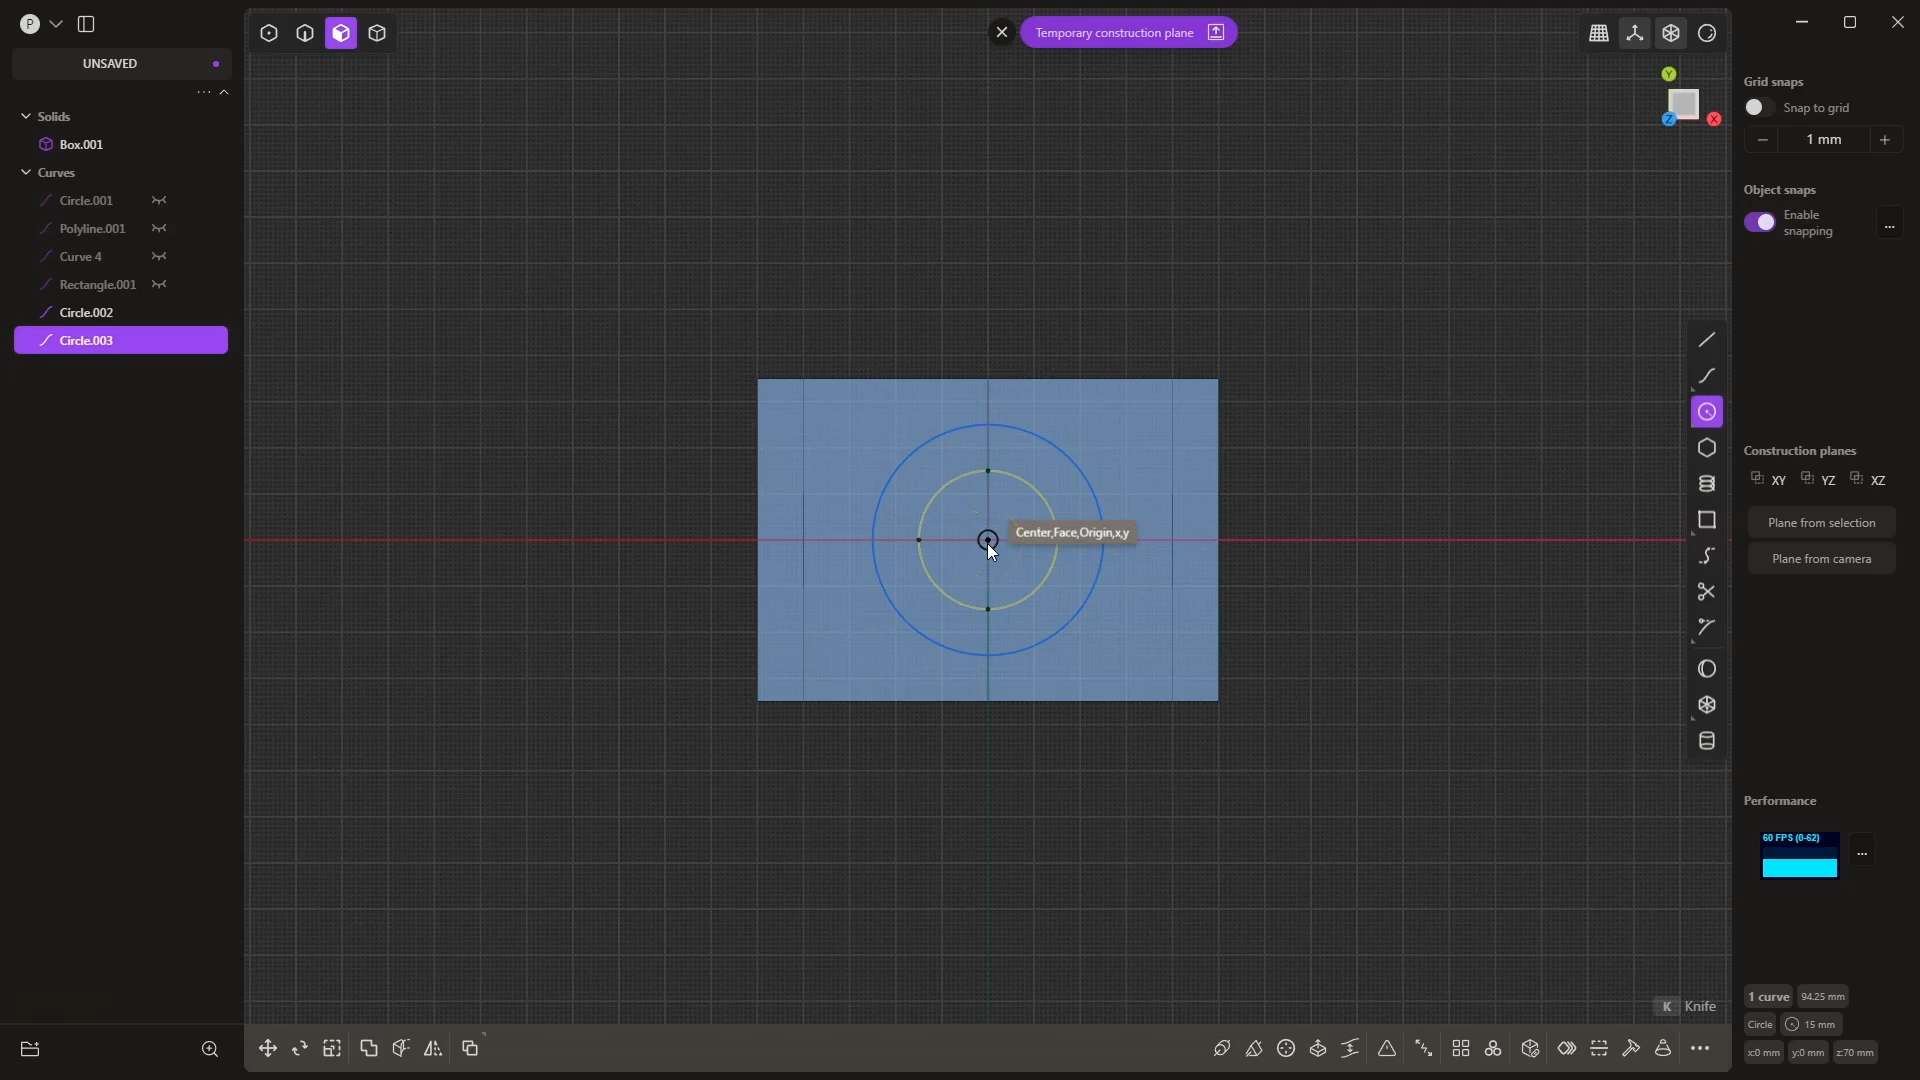 P
UNSAVED
Solids
Box.001
Curves
Circle.001
Polyline.001
Curve 4
Rectangle.001
Circle.002
Circle.003
Temporary construction plane
Y
Z
X
Grid snaps
Snap to grid
1 mm
Object snaps
Enable
snapping
...
Center,Face,Origin,x,y
Construction planes
XY
YZ
XZ
Plane from selection
Plane from camera
Performance
60 FPS (0-62)
...
K Knife
1 curve 94.25 mm
Circle 15 mm
x:0 mm y:0 mm z:70 mm